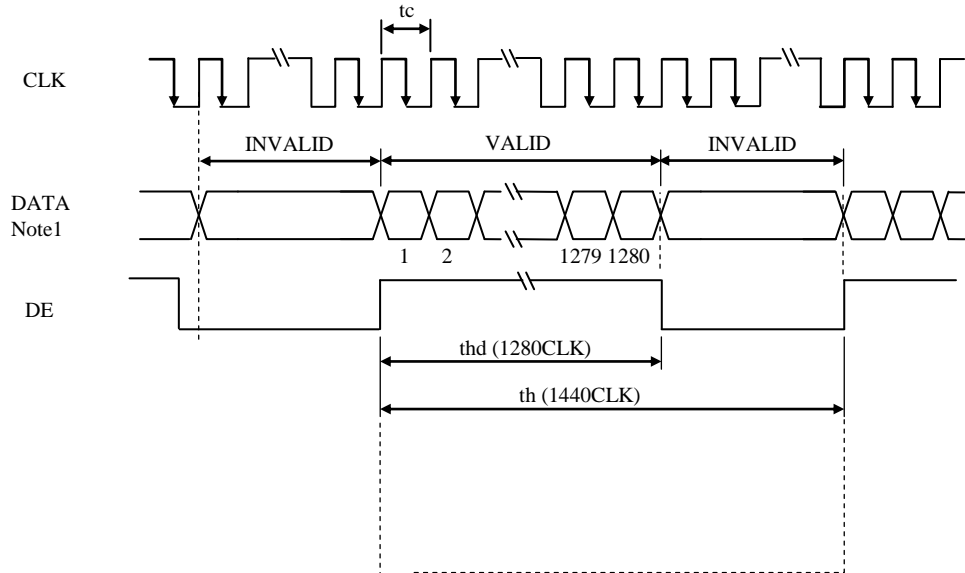 tc
CLK
INVALID VALID INVALID
DATA
Note1
1 2 1279 1280
DE
thd (1280CLK)
th (1440CLK)